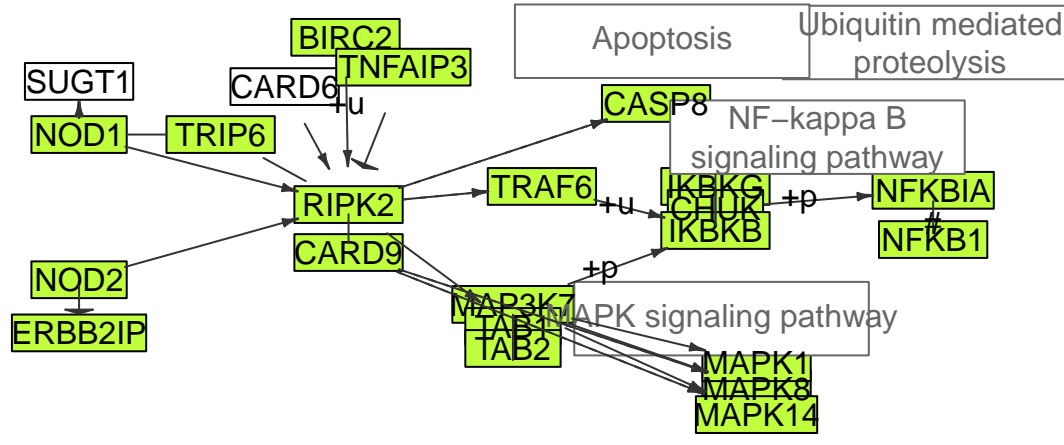 BIRC2
Apoptosis
Ubiquitin mediated
proteolysis
TNFAIP3
SUGT1
CARD6
+u
CASP8
NOD1
TRIP6
NF−kappa B
signaling pathway
RIPK2
TRAF6
+u
IKBKG
CHUK
IKBKB
+p
NFKBIA
#
NFKB1
CARD9
NOD2
ERBB2IP
+p
MAP3K7
TAB1
TAB2
MAPK signaling pathway
MAPK1
MAPK8
MAPK14